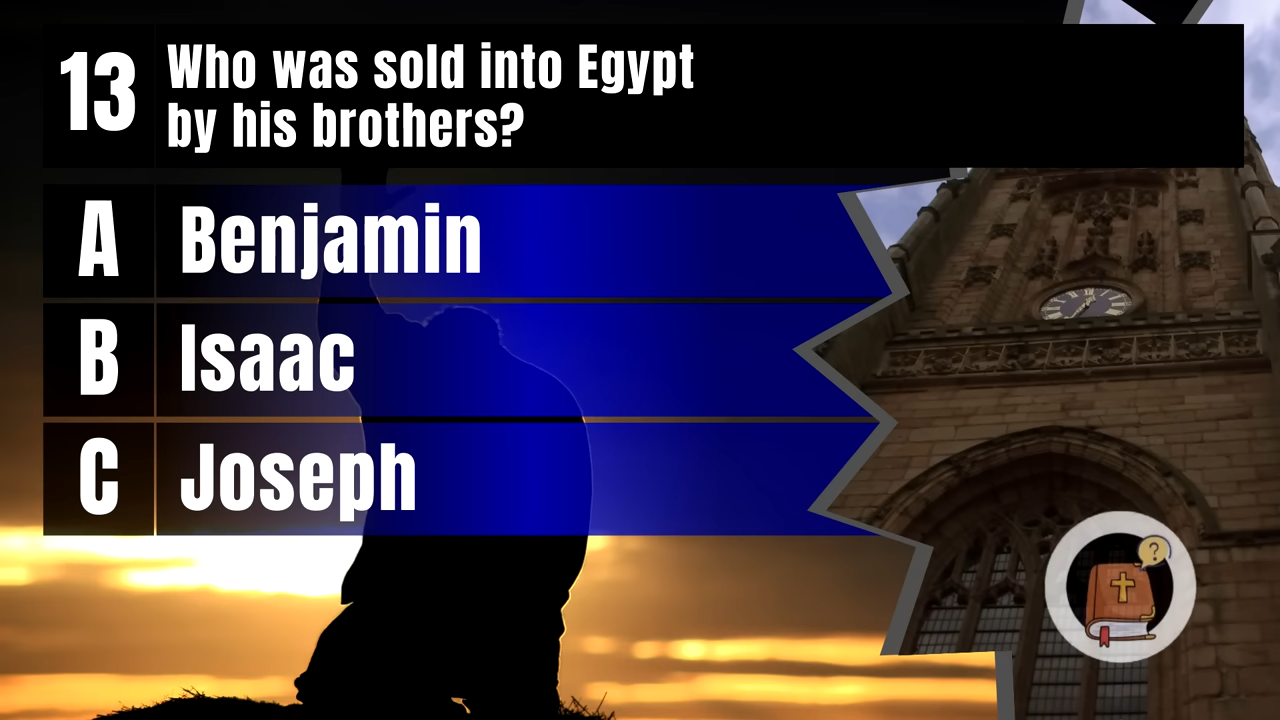 13 Who was sold into Egypt
by his brothers?
A Benjamin
B Isaac
C Joseph
?